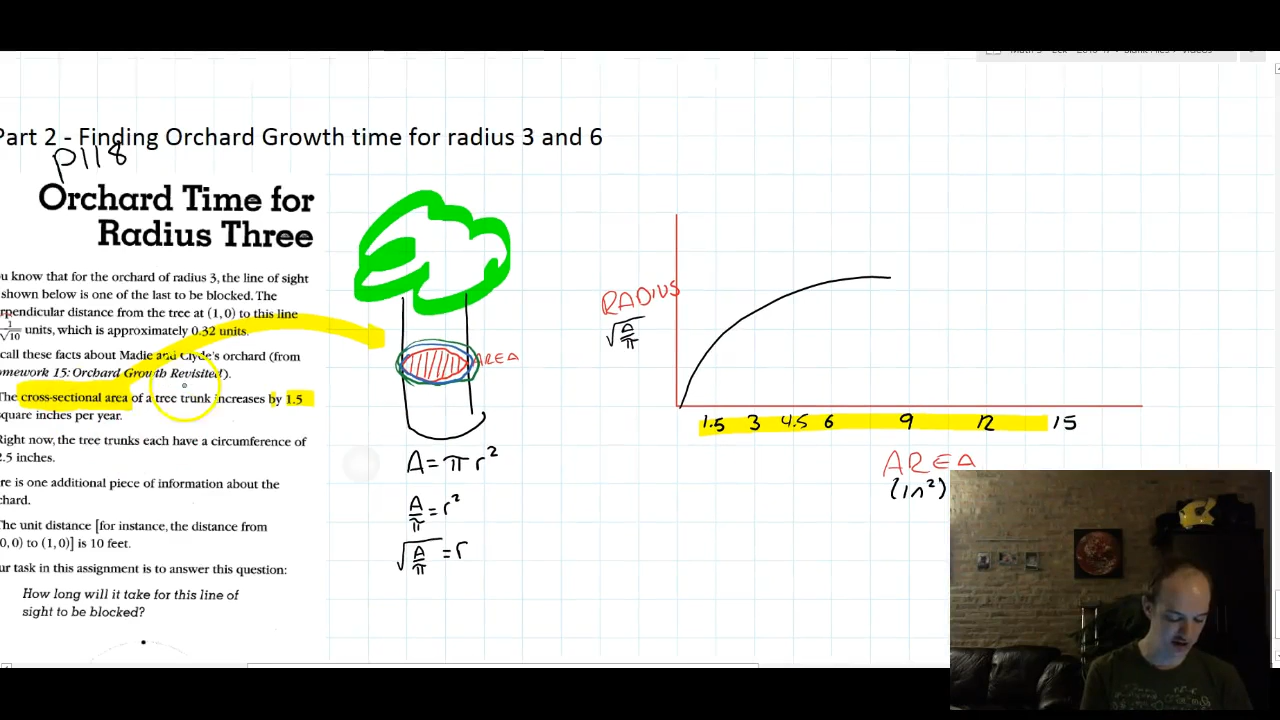 Part 2 - Finding Orchard Growth time for radius 3 and 6
p118
Orchard Time for
Radius Three
u know that for the orchard of radius 3, the line of sight
shown below is one of the last to be blocked. The
rpendicular distance from the tree at (1, 0) to this line
1/√10 units, which is approximately 0.32 units.
call these facts about Madie and Clyde's orchard (from
mework 15: Orchard Growth Revisited).
The cross-sectional area of a tree trunk increases by 1.5
quare inches per year.
Right now, the tree trunks each have a circumference of
2.5 inches.
re is one additional piece of information about the
chard.
The unit distance [for instance, the distance from
0, 0) to (1, 0)] is 10 feet.
ur task in this assignment is to answer this question:
How long will it take for this line of
sight to be blocked?
AREA
A = π r²
A/π = r²
√(A/π) = r
RADIUS
√(A/π)
1.5 3 4.5 6 9 12 15
AREA
(in²)